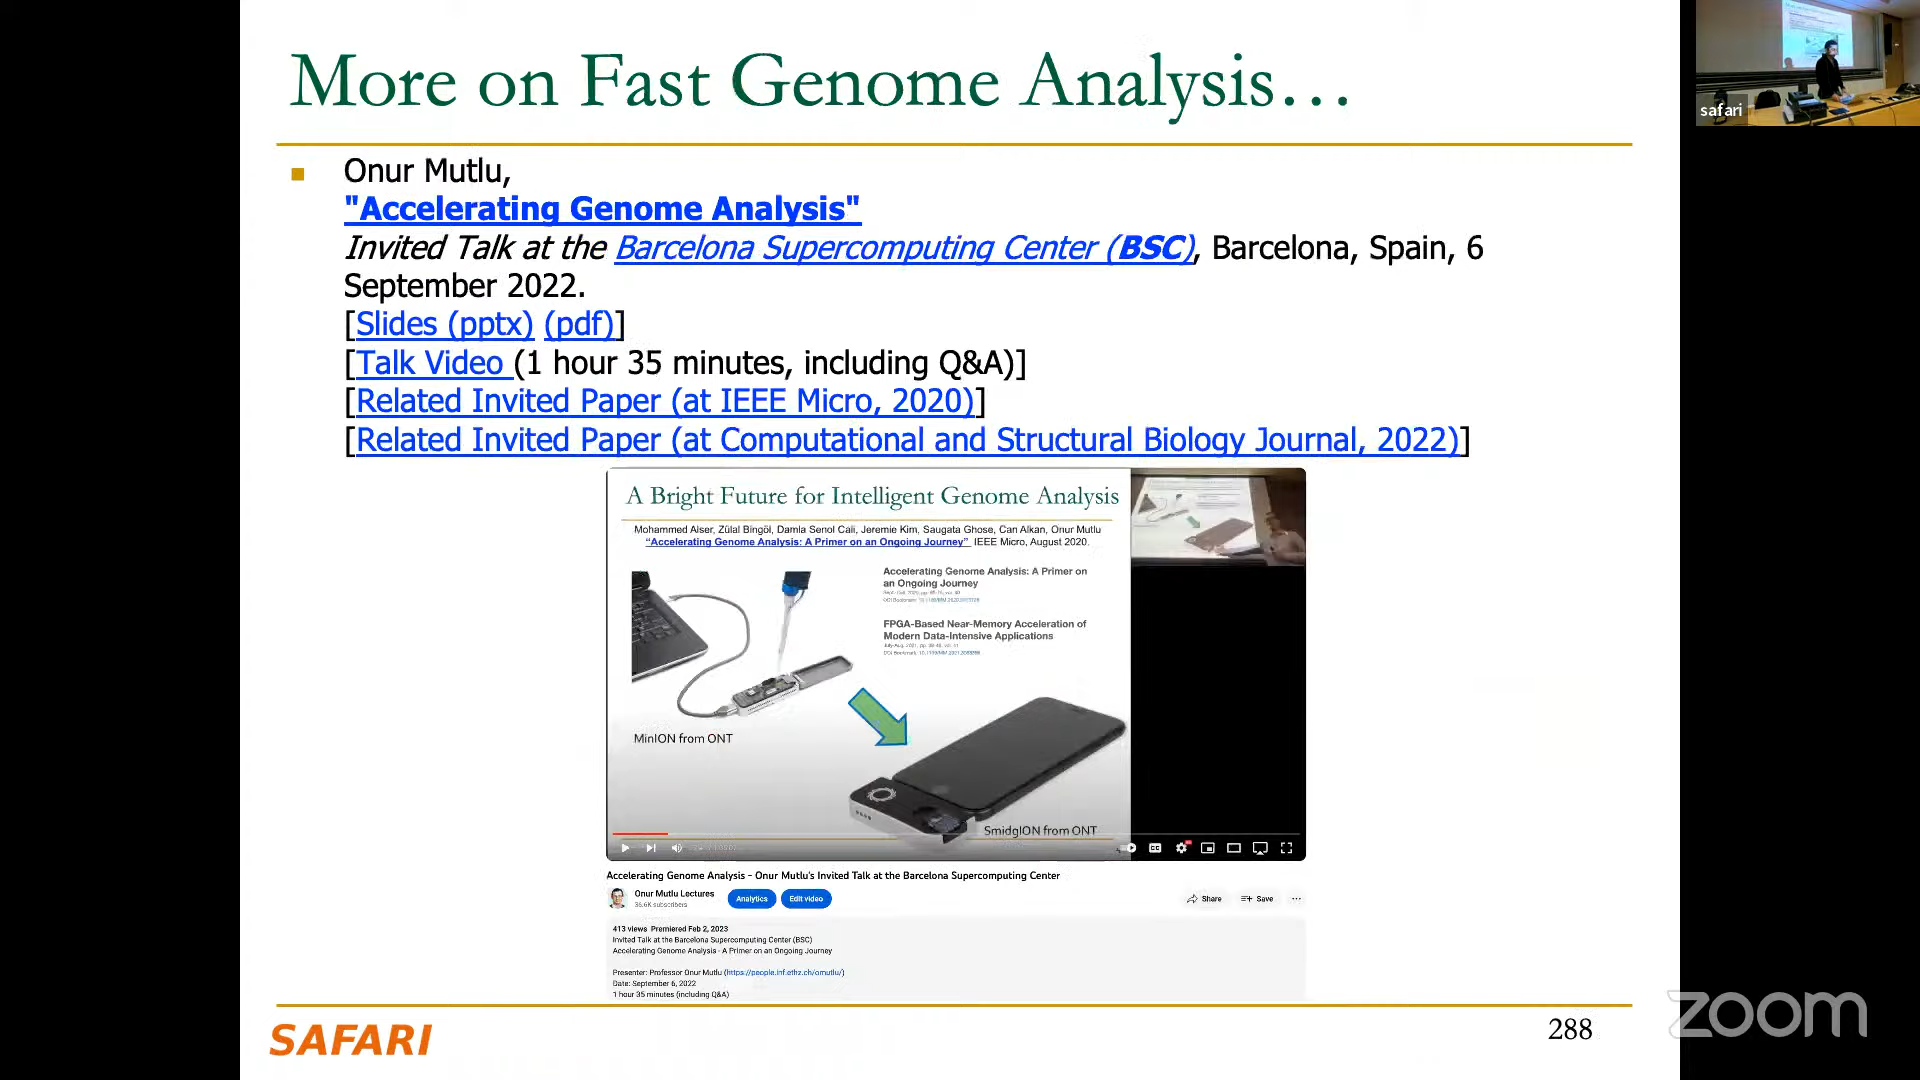 More on Fast Genome Analysis…
safari
Onur Mutlu,
"Accelerating Genome Analysis"
Invited Talk at the Barcelona Supercomputing Center (BSC), Barcelona, Spain, 6
September 2022.
[Slides (pptx) (pdf)]
[Talk Video (1 hour 35 minutes, including Q&A)]
[Related Invited Paper (at IEEE Micro, 2020)]
[Related Invited Paper (at Computational and Structural Biology Journal, 2022)]
A Bright Future for Intelligent Genome Analysis
Mohammed Alser, Zülal Bingöl, Damla Senol Cali, Jeremie Kim, Saugata Ghose, Can Alkan, Onur Mutlu
"Accelerating Genome Analysis: A Primer on an Ongoing Journey" IEEE Micro, August 2020.
Accelerating Genome Analysis: A Primer on
an Ongoing Journey
FPGA-Based Near-Memory Acceleration of
Modern Data-Intensive Applications
MinION from ONT
SmidgION from ONT
Accelerating Genome Analysis - Onur Mutlu's Invited Talk at the Barcelona Supercomputing Center
Onur Mutlu Lectures
36.6K subscribers
Analytics
Edit video
Share
Save
413 views Premiered Feb 2, 2023
Invited Talk at the Barcelona Supercomputing Center (BSC)
Accelerating Genome Analysis - A Primer on an Ongoing Journey
Presenter: Professor Onur Mutlu (https://people.inf.ethz.ch/omutlu/)
Date: September 6, 2022
1 hour 35 minutes (including Q&A)
SAFARI
288
zoom